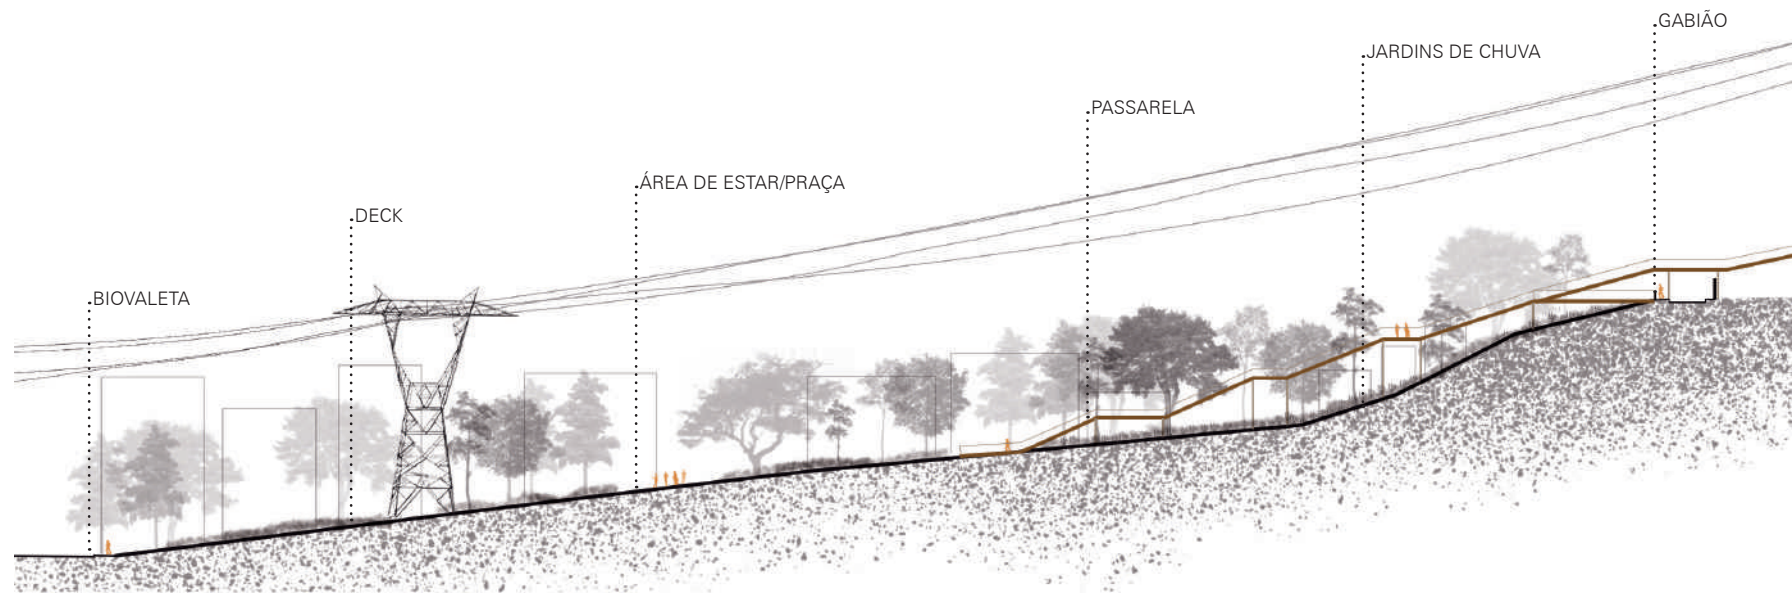 BIOVALETA
DECK
ÁREA DE ESTAR/PRAÇA
PASSARELA
JARDINS DE CHUVA
GABIÃO